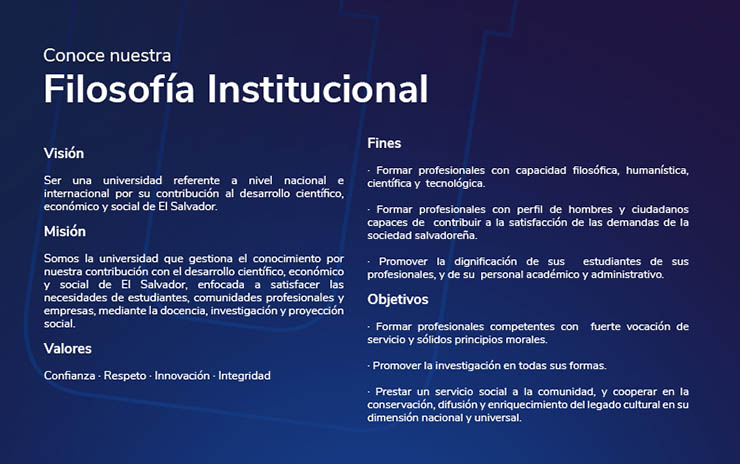 Conoce nuestra
Filosofía Institucional
Visión
Ser una universidad referente a nivel nacional e
internacional por su contribución al desarrollo científico,
económico y social de El Salvador.
Misión
Somos la universidad que gestiona el conocimiento por
nuestra contribución con el desarrollo científico, económico
y social de El Salvador, enfocada a satisfacer las
necesidades de estudiantes, comunidades profesionales y
empresas, mediante la docencia, investigación y proyección
social.
Valores
Confianza · Respeto · Innovación · Integridad
Fines
· Formar profesionales con capacidad filosófica, humanística,
científica y tecnológica.
· Formar profesionales con perfil de hombres y ciudadanos
capaces de contribuir a la satisfacción de las demandas de la
sociedad salvadoreña.
· Promover la dignificación de sus estudiantes de sus
profesionales, y de su personal académico y administrativo.
Objetivos
· Formar profesionales competentes con fuerte vocación de
servicio y sólidos principios morales.
· Promover la investigación en todas sus formas.
· Prestar un servicio social a la comunidad, y cooperar en la
conservación, difusión y enriquecimiento del legado cultural en su
dimensión nacional y universal.